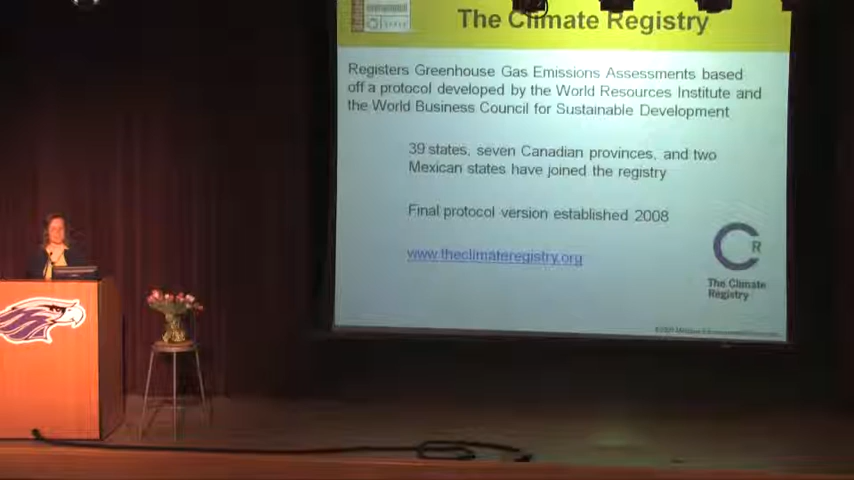 The Climate Registry
Registers Greenhouse Gas Emissions Assessments based
off a protocol developed by the World Resources Institute and
the World Business Council for Sustainable Development
39 states, seven Canadian provinces, and two
Mexican states have joined the registry
Final protocol version established 2008
www.theclimateregistry.org
CR
The Climate
Registry